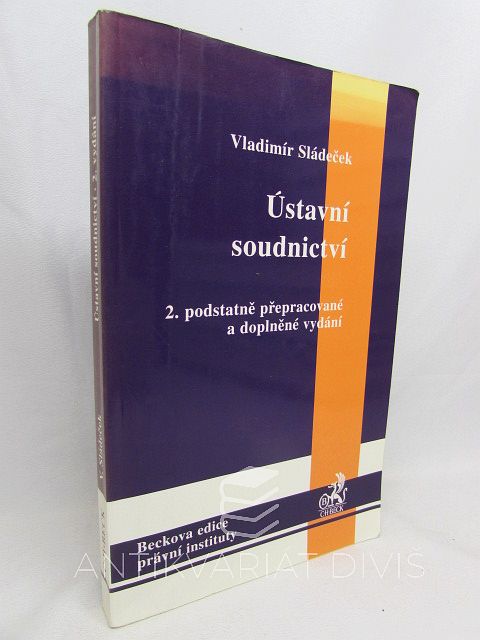 Vladimír Sládeček
Ústavní
soudnictví
2. podstatně přepracované
a doplněné vydání
Beckova edice
právní instituty
C.H.BECK
Ústavní soudnictví - 2. vydání
V. Sládeček
ANTIKVARIÁT DIVIŠ